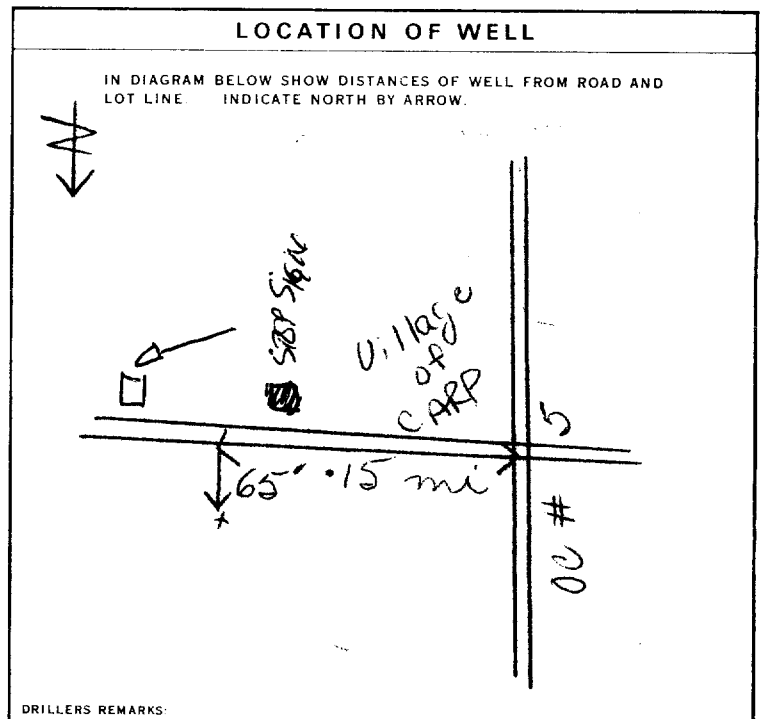 LOCATION OF WELL
IN DIAGRAM BELOW SHOW DISTANCES OF WELL FROM ROAD AND
LOT LINE. INDICATE NORTH BY ARROW.
N
STOP Sign
Village
of
CARP
65' .15 mi
OC # 5
DRILLERS REMARKS: